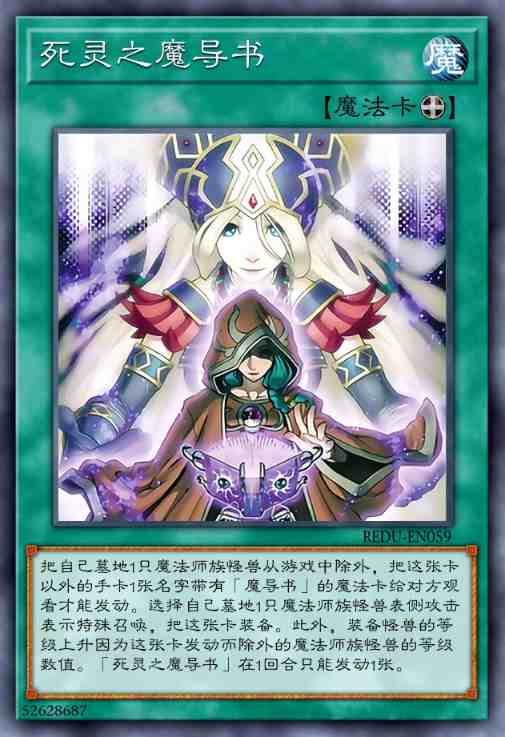 死灵之魔导书
魔
【魔法卡】
REDU-EN059
把自己墓地1只魔法师族怪兽从游戏中除外，把这张卡
以外的手卡1张名字带有「魔导书」的魔法卡给对方观
看才能发动。选择自己墓地1只魔法师族怪兽表侧攻击
表示特殊召唤，把这张卡装备。此外，装备怪兽的等
级上升因为这张卡发动而除外的魔法师族怪兽的等级
数值。「死灵之魔导书」在1回合只能发动1张。
52628687